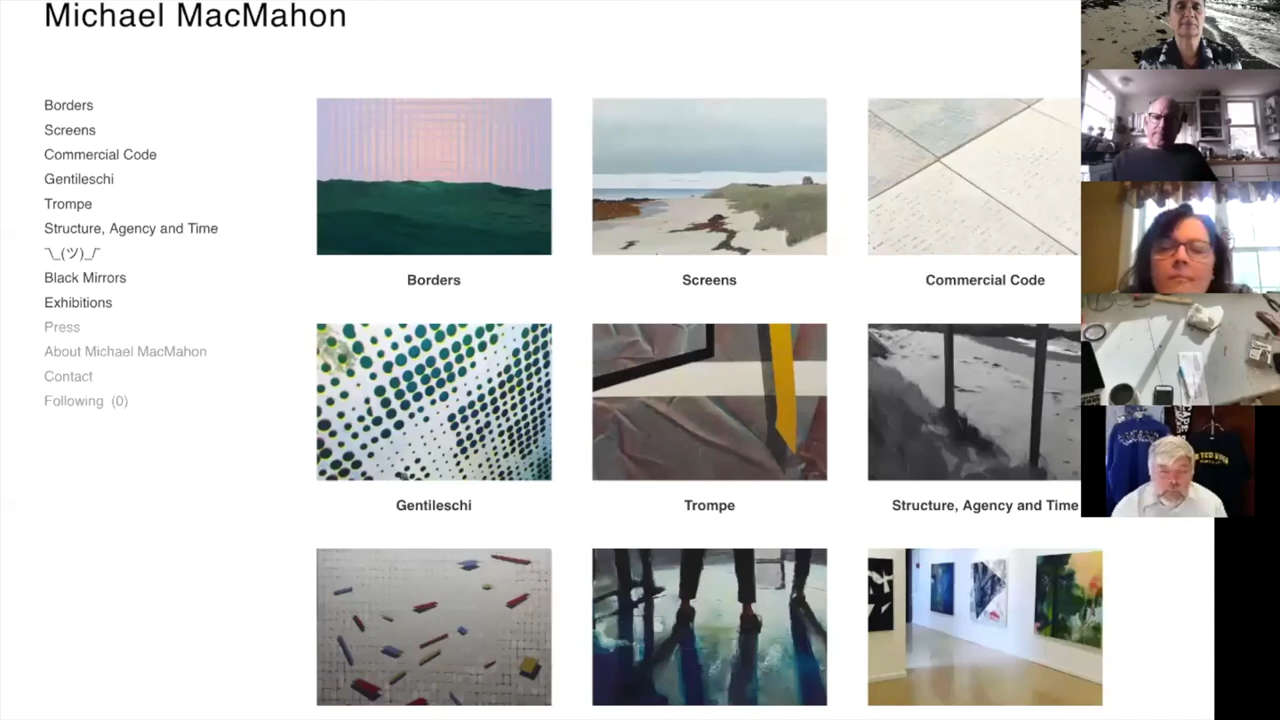 Michael MacMahon
Borders
Screens
Commercial Code
Gentileschi
Trompe
Structure, Agency and Time
¯\_(ツ)_/¯
Black Mirrors
Exhibitions
Press
About Michael MacMahon
Contact
Following (0)
Borders
Screens
Commercial Code
Gentileschi
Trompe
Structure, Agency and Time